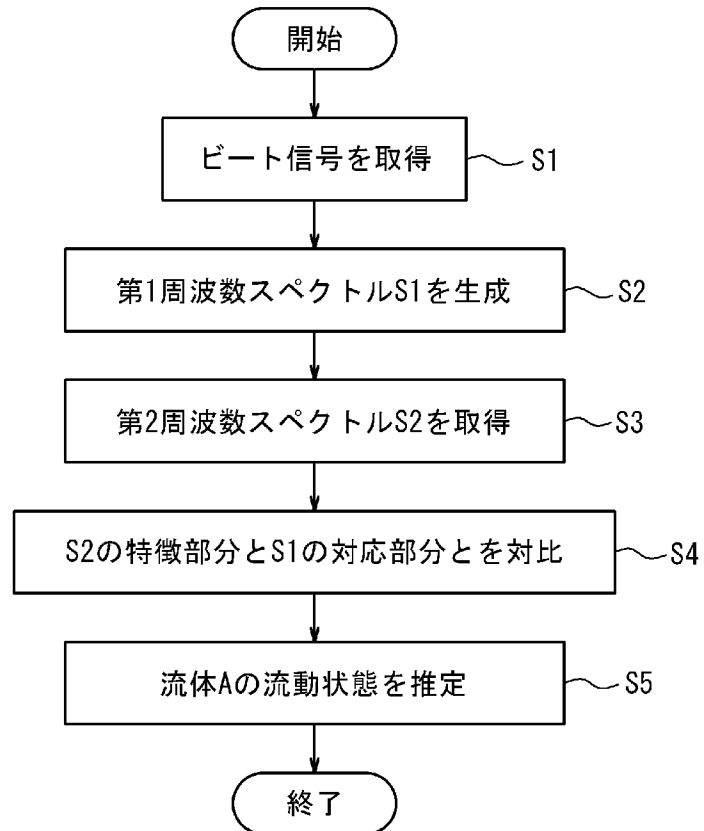 開始
ビート信号を取得
S1
第1周波数スペクトルS1を生成
S2
第2周波数スペクトルS2を取得
S3
S2の特徴部分とS1の対応部分とを対比
S4
流体Aの流動状態を推定
S5
終了